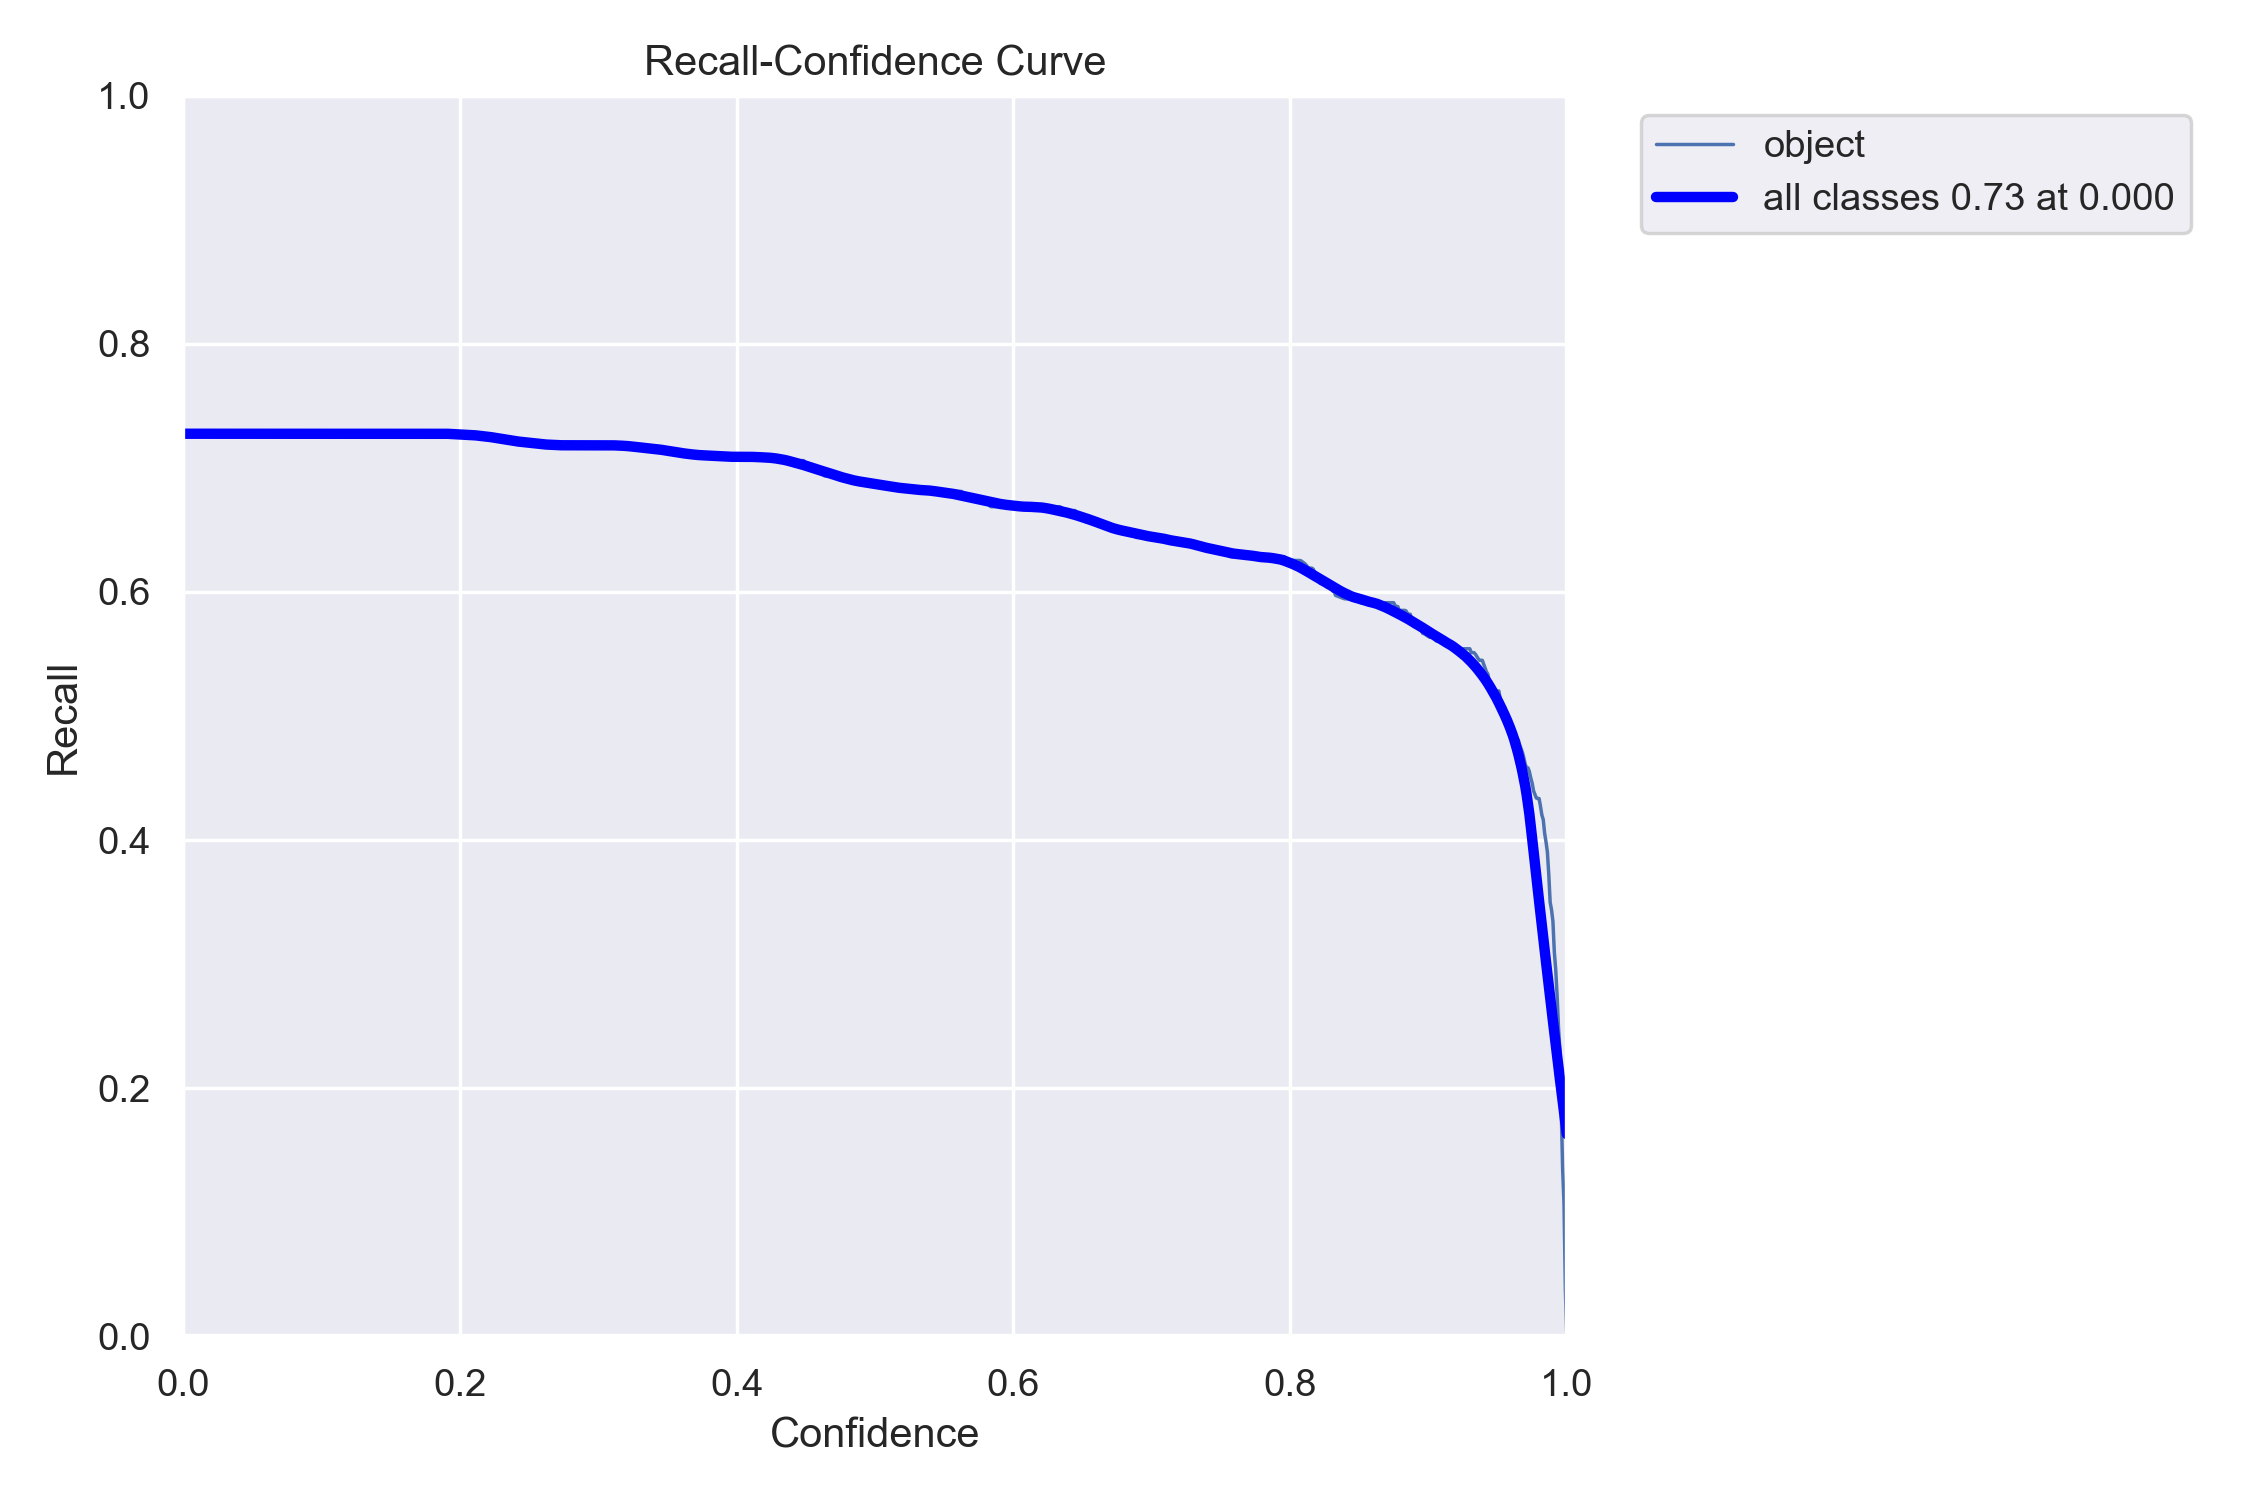 Recall-Confidence Curve
1.0
0.8
0.6
0.4
0.2
0.0
Recall
0.0 0.2 0.4 0.6 0.8 1.0
Confidence
object
all classes 0.73 at 0.000